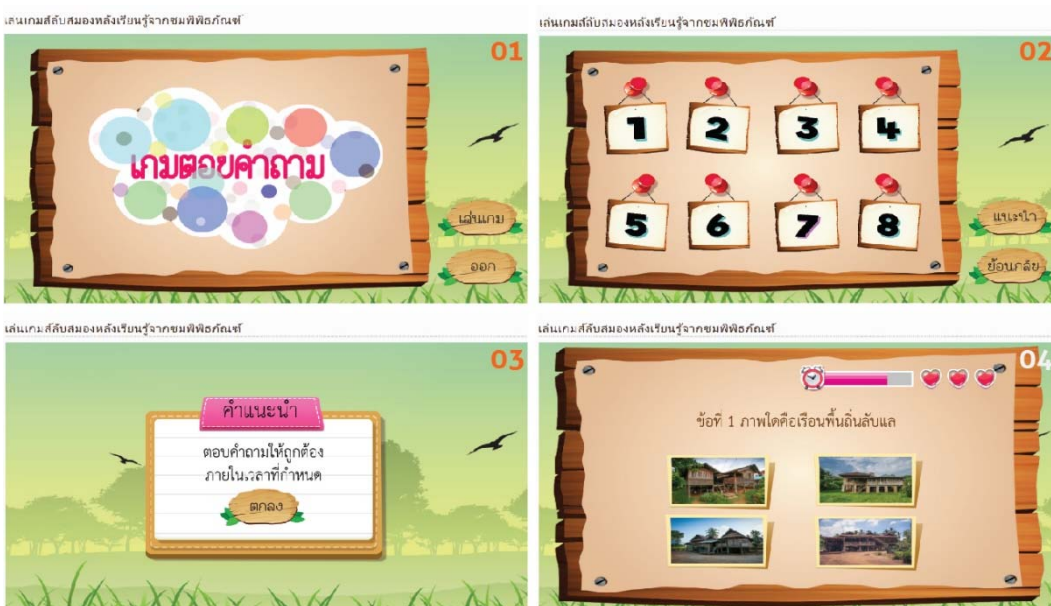 เล่นเกมส์ลับสมองหลังเรียนรู้จากชมพิพิธภัณฑ์
01
เกมตอบคำถาม
เล่นเกม
ออก
เล่นเกมส์ลับสมองหลังเรียนรู้จากชมพิพิธภัณฑ์
02
1 2 3 4
5 6 7 8
แนะนำ
ย้อนกลับ
เล่นเกมส์ลับสมองหลังเรียนรู้จากชมพิพิธภัณฑ์
03
คำแนะนำ
ตอบคำถามให้ถูกต้อง
ภายในเวลาที่กำหนด
ตกลง
เล่นเกมส์ลับสมองหลังเรียนรู้จากชมพิพิธภัณฑ์
04
ข้อที่ 1 ภาพใดคือเรือนพื้นถิ่นลับแล